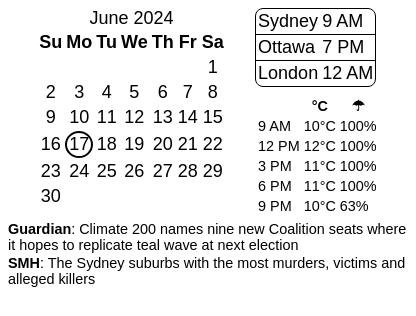 June 2024
Su Mo Tu We Th Fr Sa
1
2 3 4 5 6 7 8
9 10 11 12 13 14 15
16 17 18 19 20 21 22
23 24 25 26 27 28 29
30
Sydney 9 AM
Ottawa 7 PM
London 12 AM
°C ☂
9 AM 10°C 100%
12 PM 12°C 100%
3 PM 11°C 100%
6 PM 11°C 100%
9 PM 10°C 63%
Guardian: Climate 200 names nine new Coalition seats where
it hopes to replicate teal wave at next election
SMH: The Sydney suburbs with the most murders, victims and
alleged killers